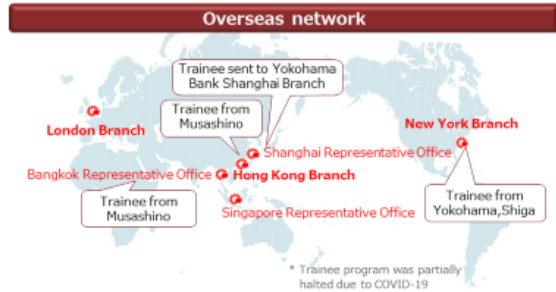 Overseas network
Trainee sent to Yokohama
Bank Shanghai Branch
Trainee from
Musashino
London Branch
New York Branch
Shanghai Representative Office
Bangkok Representative Office
Hong Kong Branch
Trainee from
Musashino
Trainee from
Yokohama,Shiga
Singapore Representative Office
* Trainee program was partially
halted due to COVID-19